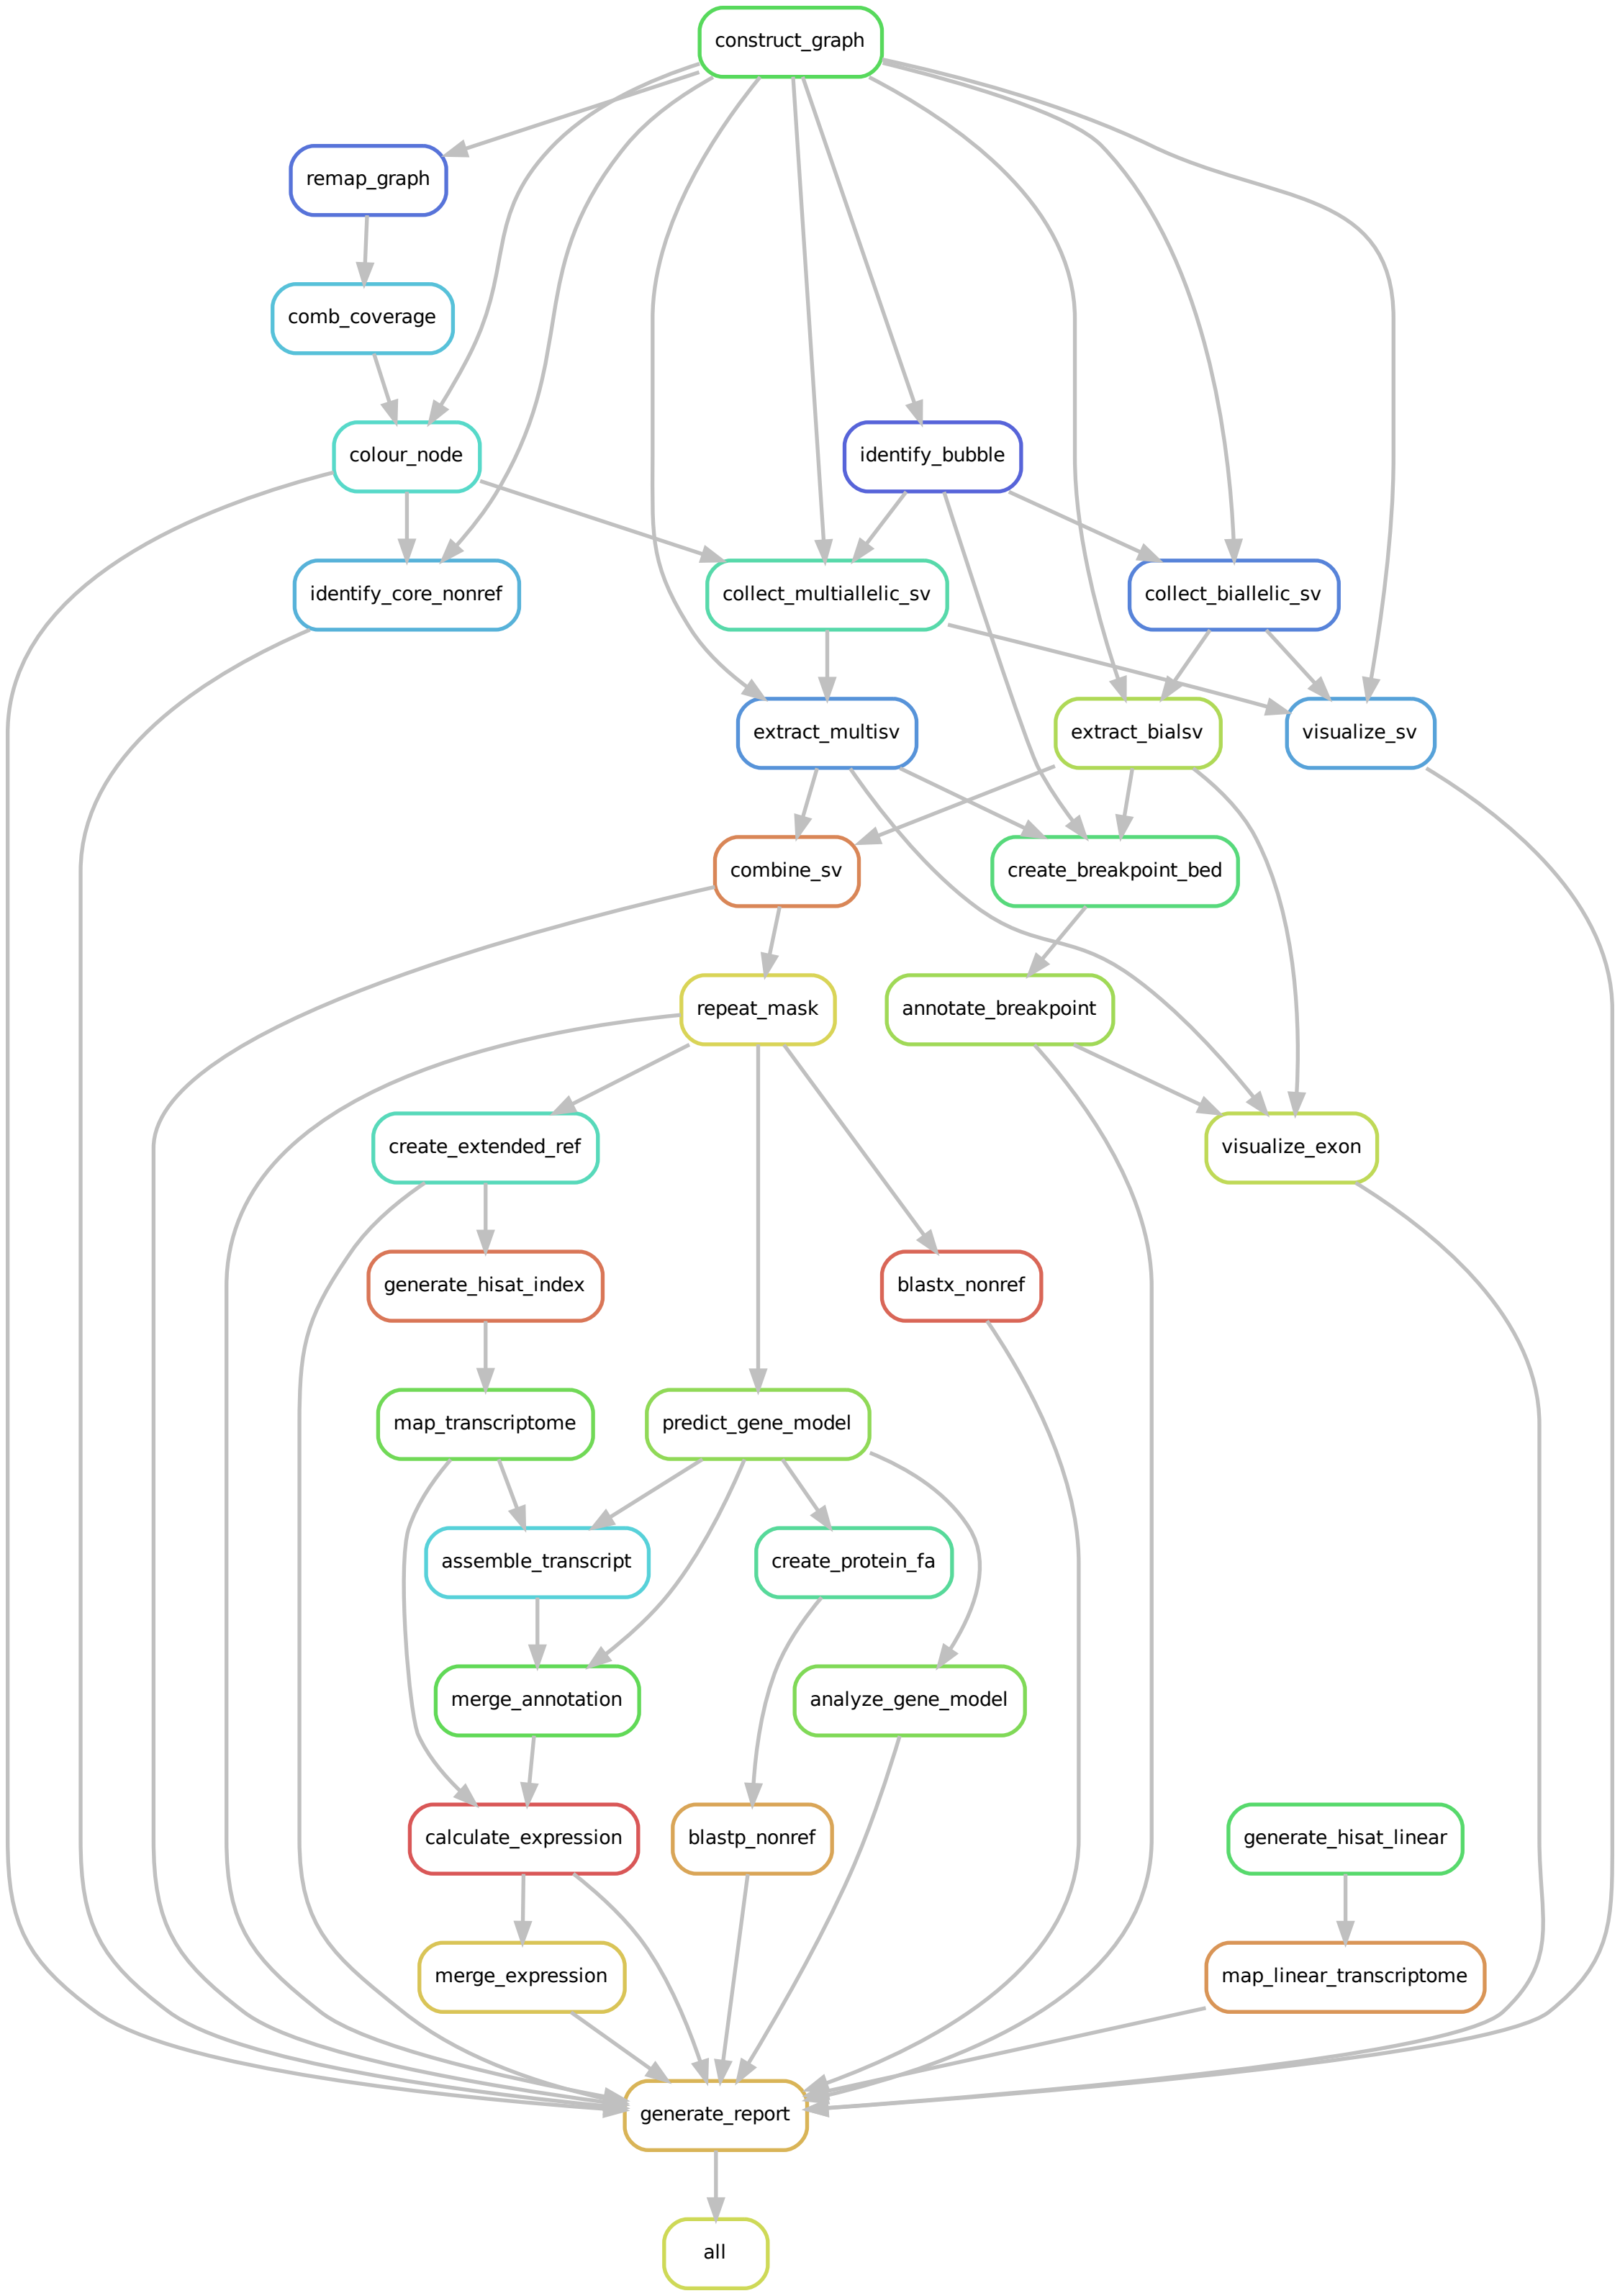 construct_graph
remap_graph
comb_coverage
colour_node
identify_bubble
identify_core_nonref
collect_multiallelic_sv
collect_biallelic_sv
extract_multisv
extract_bialsv
visualize_sv
combine_sv
create_breakpoint_bed
repeat_mask
annotate_breakpoint
create_extended_ref
visualize_exon
generate_hisat_index
blastx_nonref
map_transcriptome
predict_gene_model
assemble_transcript
create_protein_fa
merge_annotation
analyze_gene_model
calculate_expression
blastp_nonref
generate_hisat_linear
merge_expression
map_linear_transcriptome
generate_report
all